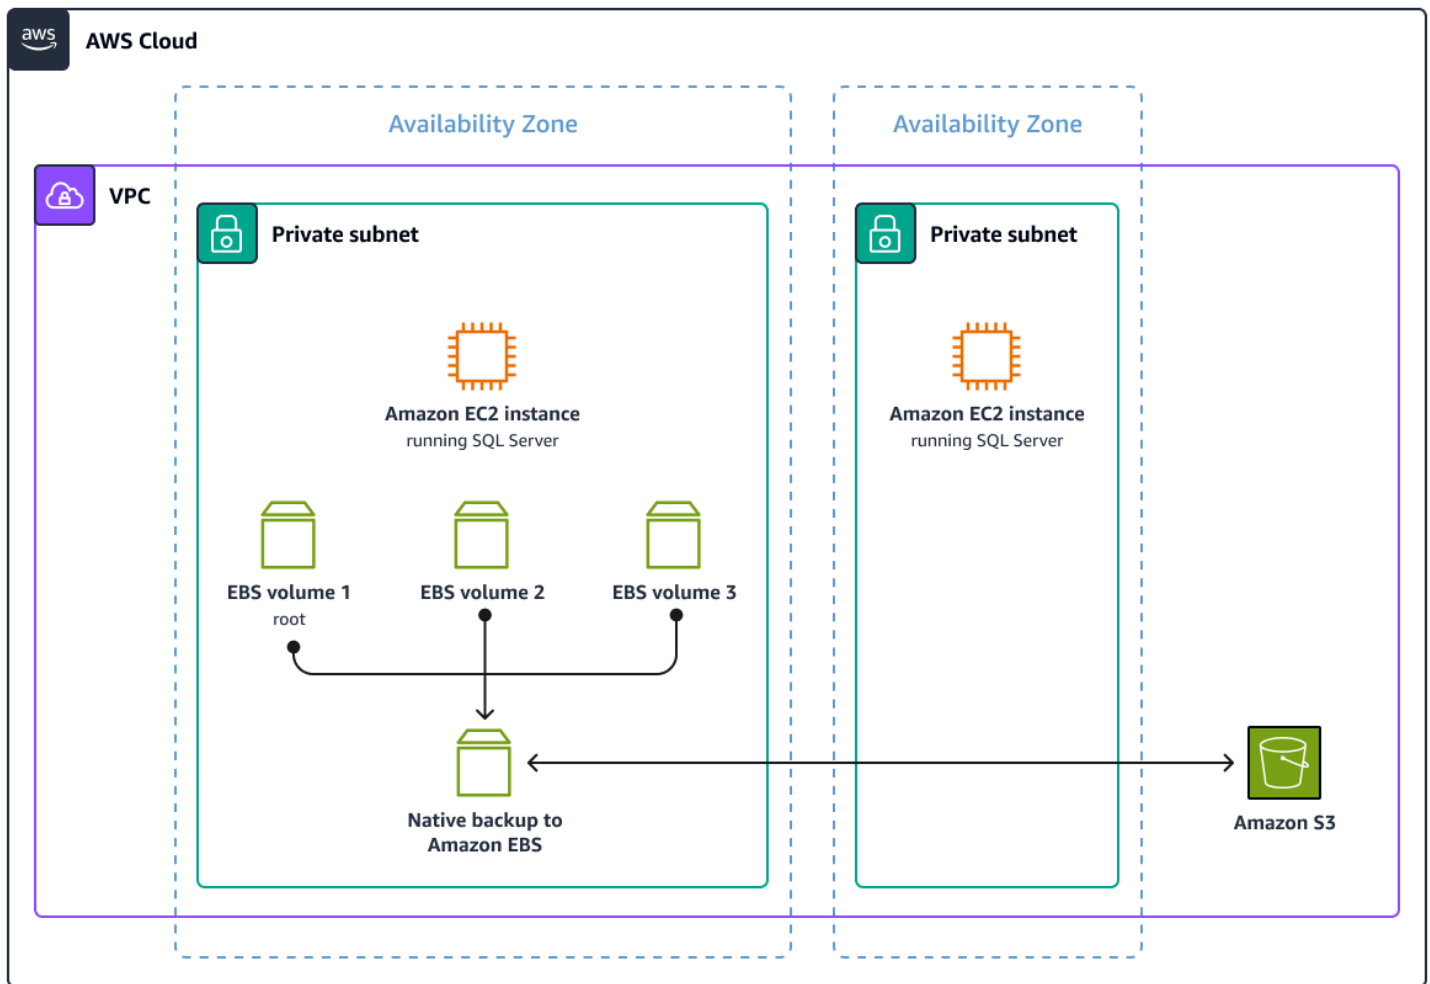 aws
AWS Cloud
Availability Zone
Availability Zone
VPC
Private subnet
Private subnet
Amazon EC2 instance
running SQL Server
Amazon EC2 instance
running SQL Server
EBS volume 1
root
EBS volume 2
EBS volume 3
Native backup to
Amazon EBS
Amazon S3